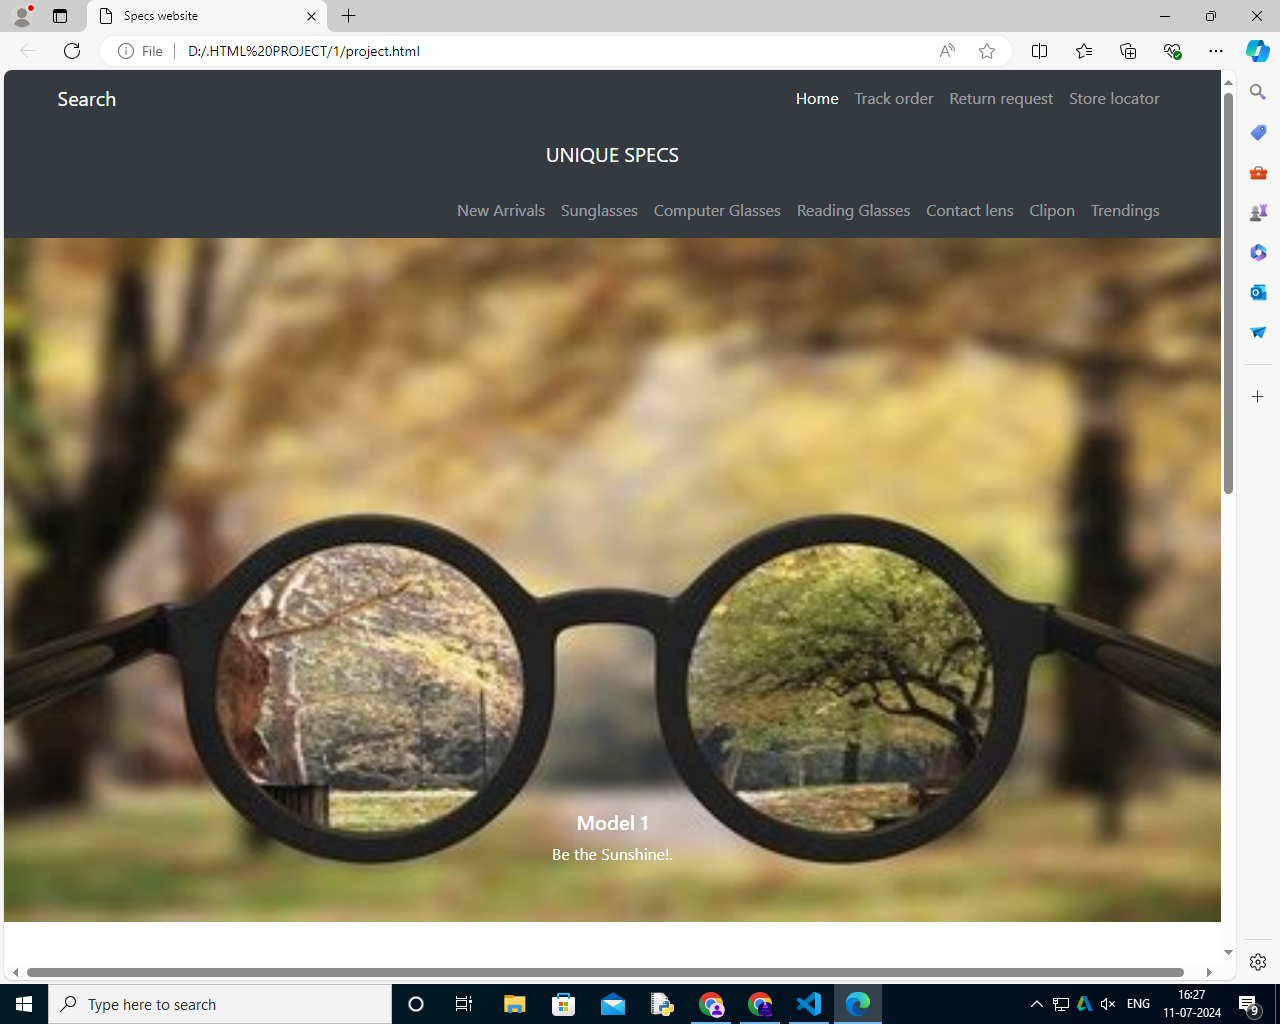 Specs website
File
D:/.HTML%20PROJECT/1/project.html
Search
Home Track order Return request Store locator
UNIQUE SPECS
New Arrivals Sunglasses Computer Glasses Reading Glasses Contact lens Clipon Trendings
Model 1
Be the Sunshine!.
Type here to search
ENG
16:27
11-07-2024
9